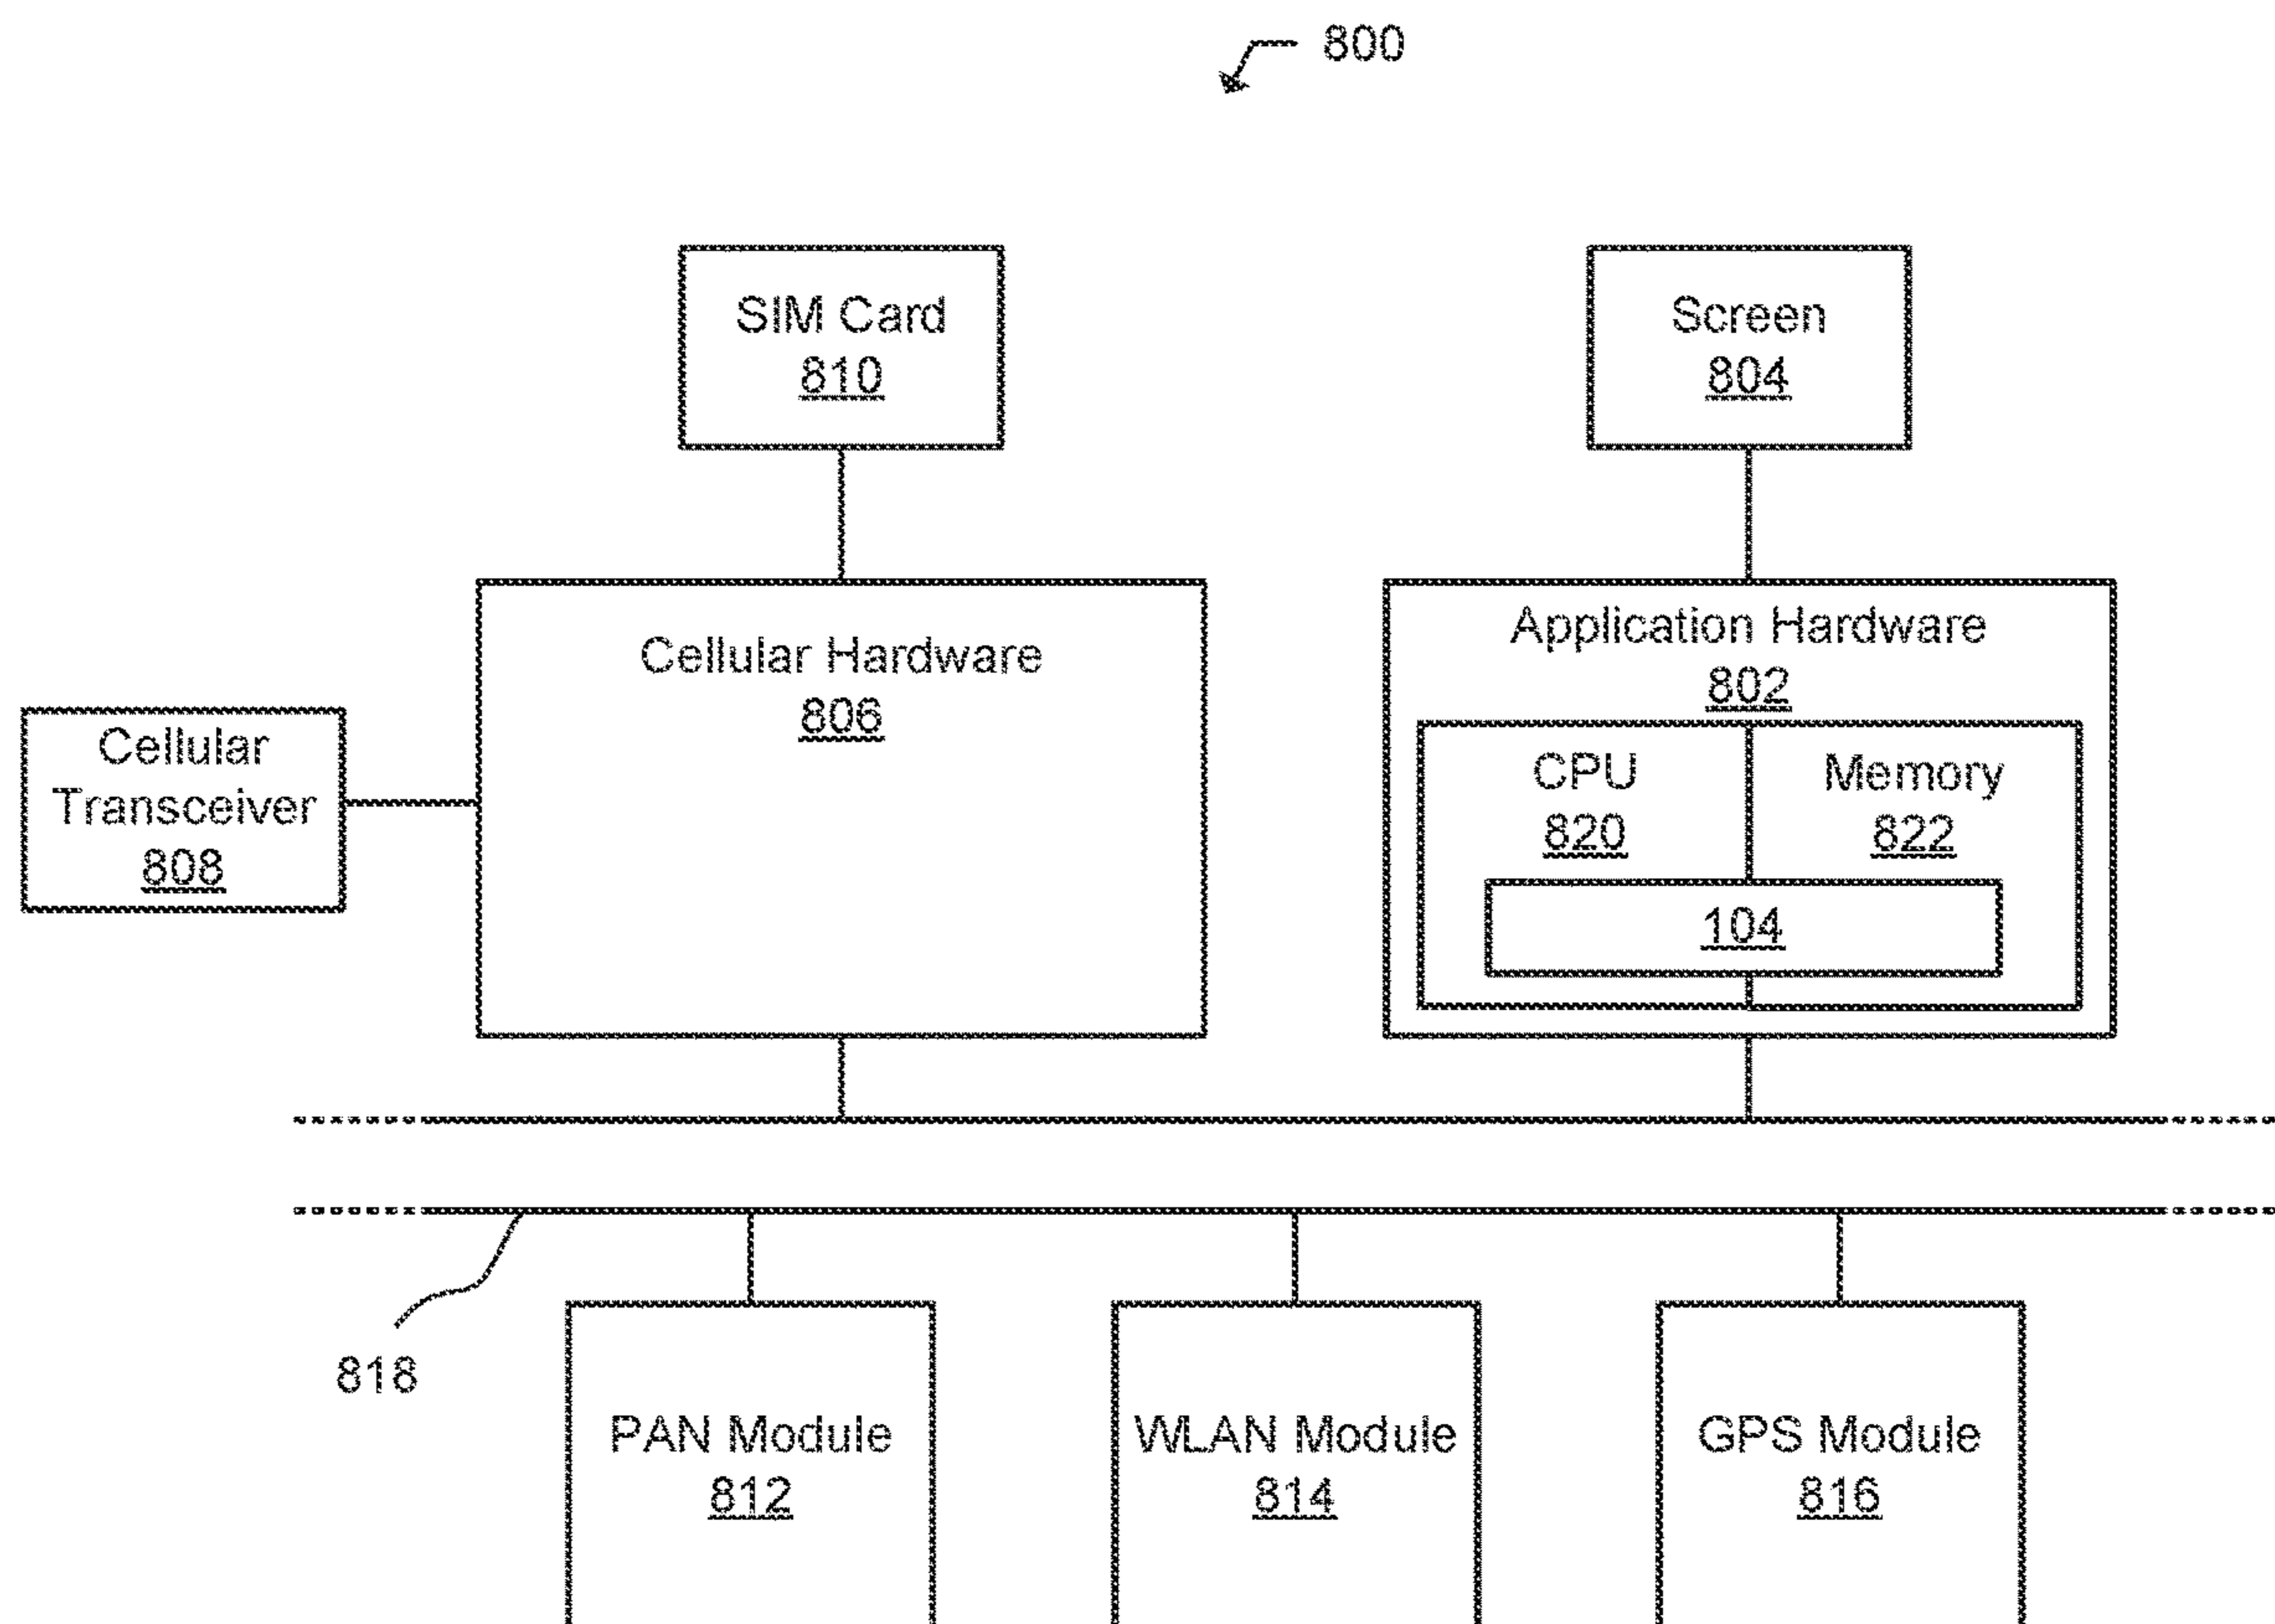 800
SIM Card
810
Screen
804
Cellular Hardware
806
Application Hardware
802
Cellular
Transceiver
808
CPU
820
Memory
822
104
818
PAN Module
812
WLAN Module
814
GPS Module
816